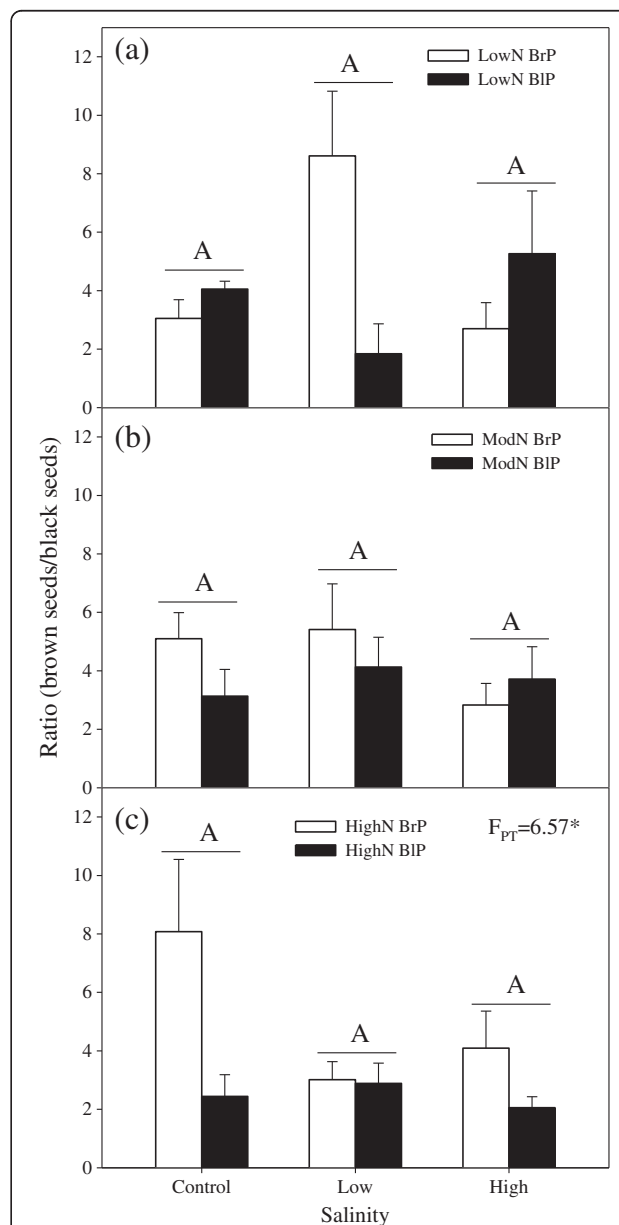 (a)
LowN BrP
LowN BlP
A
A
A
12
10
8
6
4
2
0
(b)
ModN BrP
ModN BlP
A
A
A
12
10
8
6
4
2
0
Ratio (brown seeds/black seeds)
(c)
HighN BrP
HighN BlP
F_PT=6.57*
A
A
A
12
10
8
6
4
2
0
Control
Low
High
Salinity